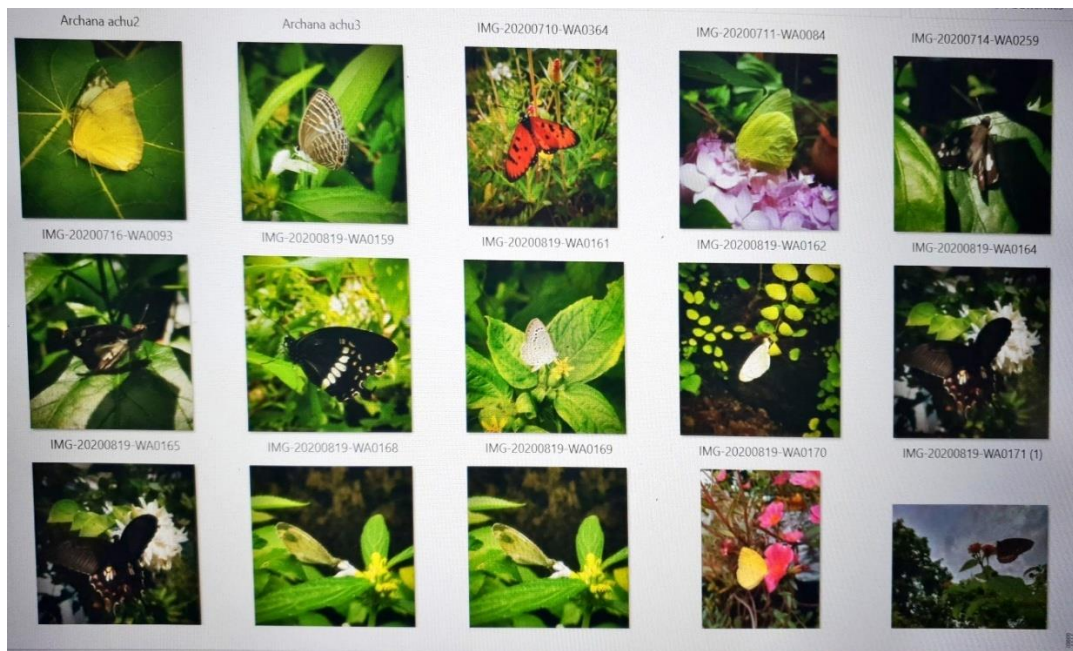 Archana achu2
Archana achu3
IMG-20200710-WA0364
IMG-20200711-WA0084
IMG-20200714-WA0259
IMG-20200716-WA0093
IMG-20200819-WA0159
IMG-20200819-WA0161
IMG-20200819-WA0162
IMG-20200819-WA0164
IMG-20200819-WA0165
IMG-20200819-WA0168
IMG-20200819-WA0169
IMG-20200819-WA0170
IMG-20200819-WA0171 (1)